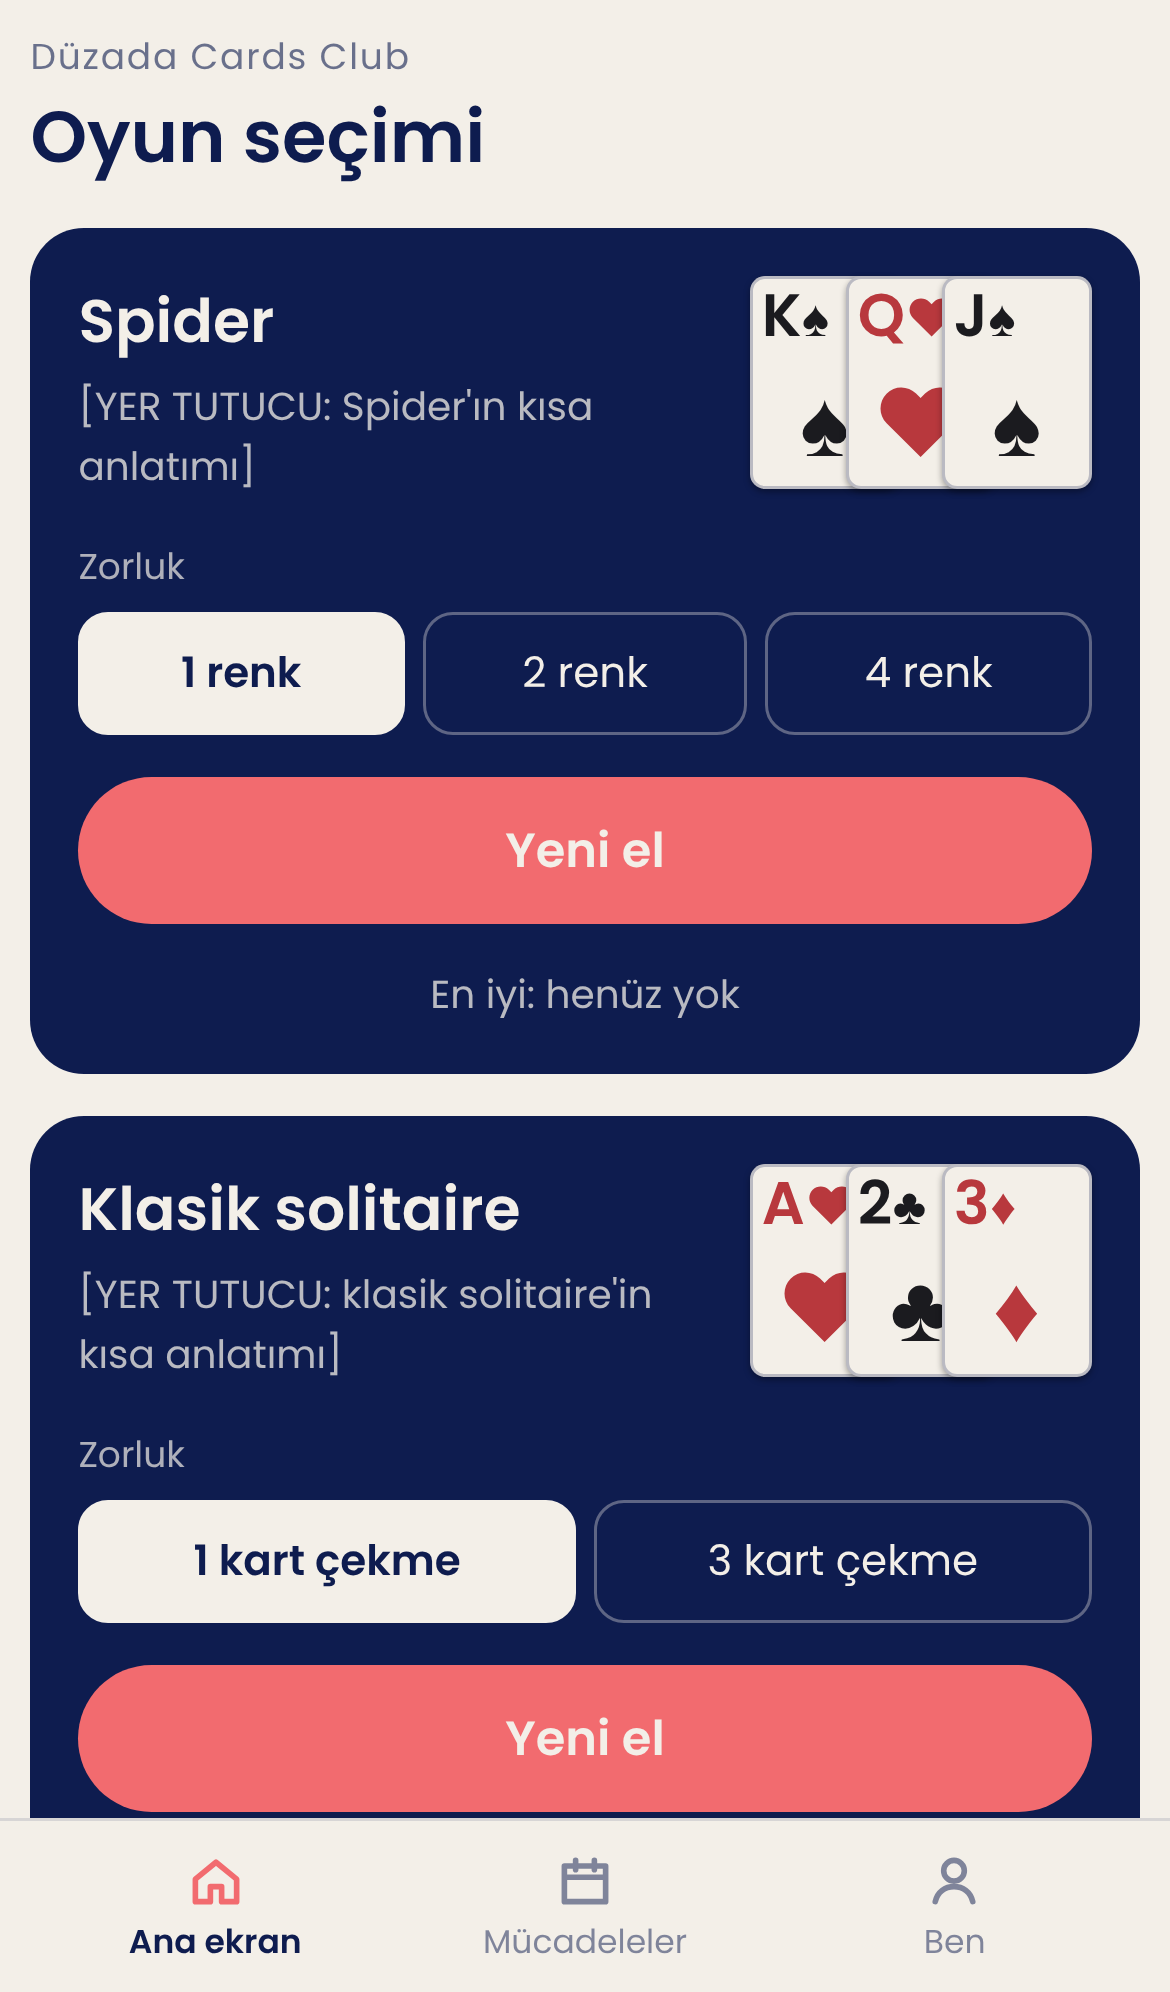 Düzada Cards Club
Oyun seçimi
Spider
[YER TUTUCU: Spider'ın kısa
anlatımı]
K♠ Q♥ J♠
Zorluk
1 renk 2 renk 4 renk
Yeni el
En iyi: henüz yok
Klasik solitaire
[YER TUTUCU: klasik solitaire'in
kısa anlatımı]
A♥ 2♣ 3♦
Zorluk
1 kart çekme 3 kart çekme
Yeni el
Ana ekran Mücadeleler Ben